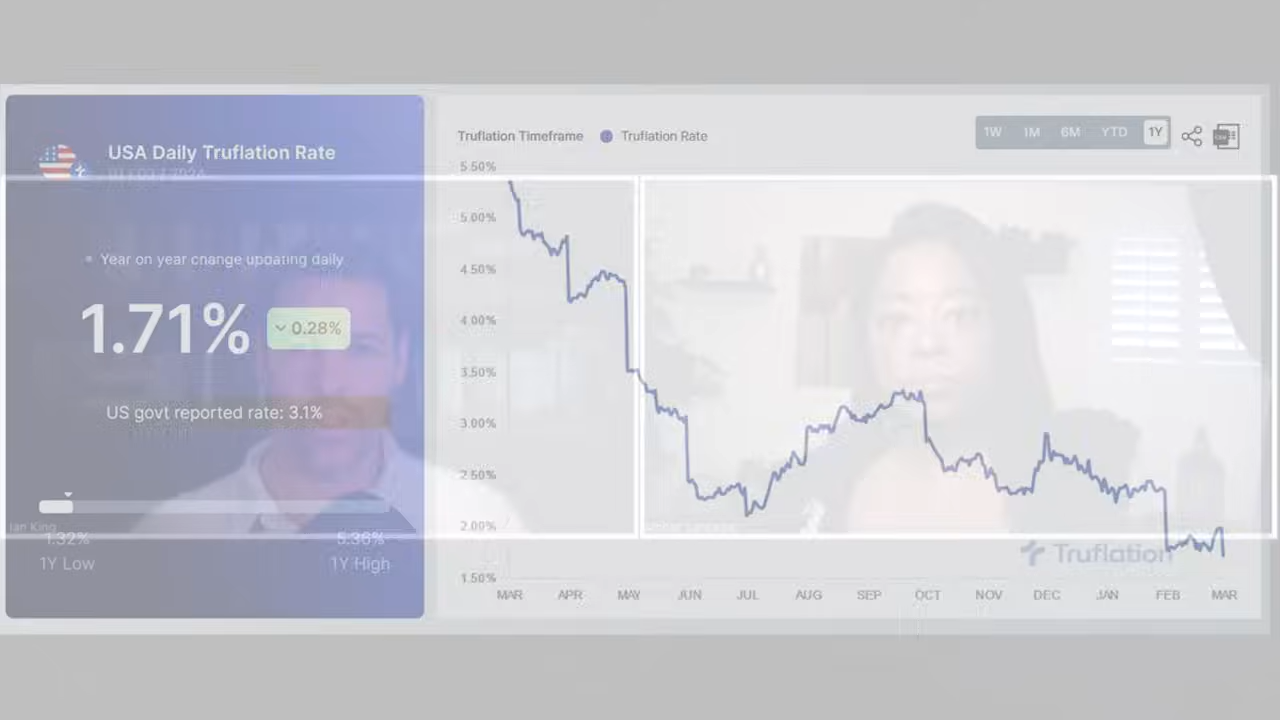 USA Daily Truflation Rate
Year on year change updating daily
1.71%
0.28%
US govt reported rate: 3.1%
Ian King
1.32%
5.36%
1Y Low
1Y High
Truflation Timeframe
Truflation Rate
1W
1M
6M
YTD
1Y
5.50%
5.00%
4.50%
4.00%
3.50%
3.00%
2.50%
2.00%
1.50%
MAR
APR
MAY
JUN
JUL
AUG
SEP
OCT
NOV
DEC
JAN
FEB
MAR
Truflation